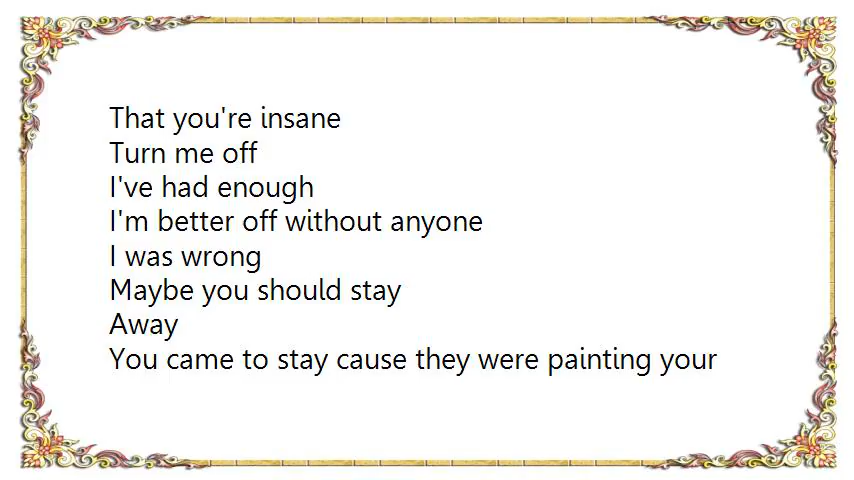 That you're insane
Turn me off
I've had enough
I'm better off without anyone
I was wrong
Maybe you should stay
Away
You came to stay cause they were painting your